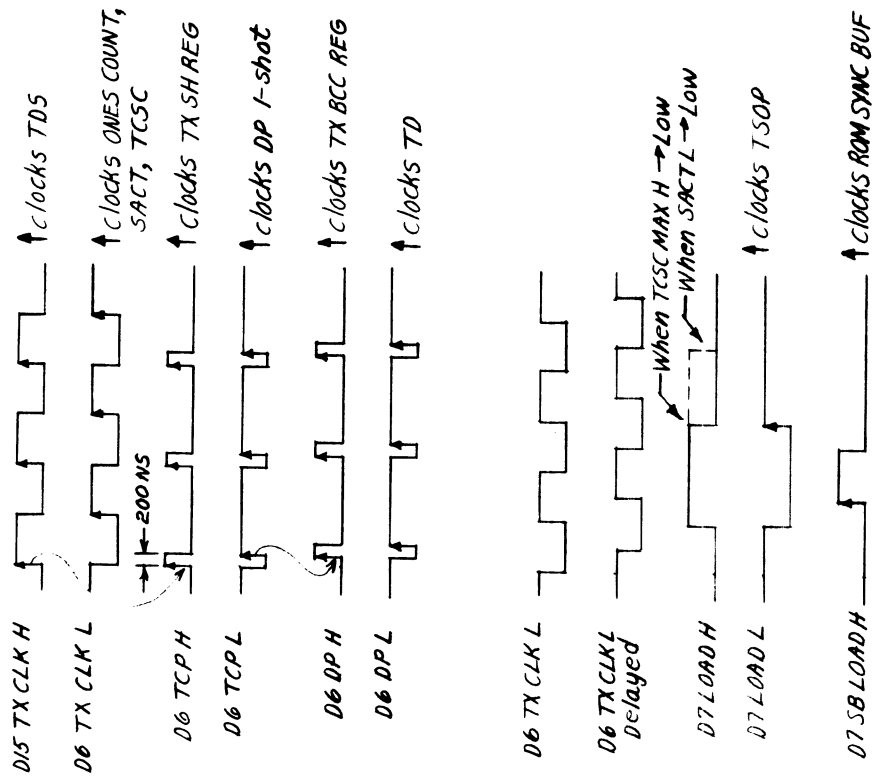 D15 TX CLK H
↑ clocks TDS
D6 TX CLK L
↑ clocks ONES COUNT,
SACT, TCSC
200 NS
D6 TCP H
↑ clocks TX SH REG
D6 TCP L
↑ clocks DP 1-shot
D6 DP H
↑ clocks TX BCC REG
D6 DP L
↑ clocks TD
D6 TX CLK L
D6 TX CLK L
Delayed
When TCSC MAX H → Low
When SACT L → Low
D7 LOAD H
D7 LOAD L
↑ clocks TSOP
D7 SB LOAD H
↑ clocks ROM SYNC BUF